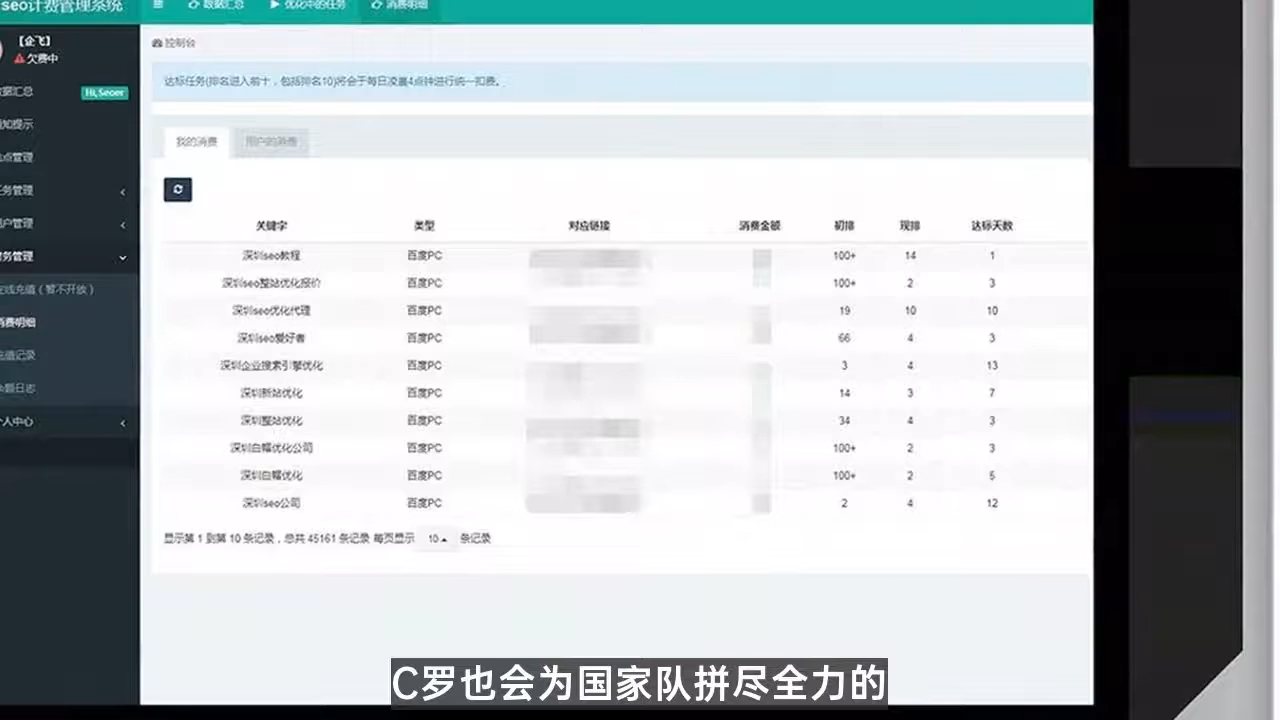 seo计费管理系统
数据汇总 优化中的任务 消费明细
【企飞】
欠费中
控制台
达标任务(排名进入前十，包括排名10)将会于每日凌晨4点钟进行统一扣费。
数据汇总 Hi, Seoer
我的消费 用户的消费
知提示
点管理
任务管理
户管理
务管理
在线充值（暂不开放）
消费明细
充值记录
日志
个人中心
关键字 类型 对应链接 消费金额 初排 现排 达标天数
深圳seo教程 百度PC 100+ 14 1
深圳seo整站优化报价 百度PC 100+ 2 3
深圳seo优化代理 百度PC 19 10 10
深圳seo爱好者 百度PC 66 4 3
深圳企业搜索引擎优化 百度PC 3 4 13
深圳新站优化 百度PC 14 3 7
深圳整站优化 百度PC 34 4 3
深圳白帽优化公司 百度PC 100+ 2 3
深圳白帽优化 百度PC 100+ 2 5
深圳seo公司 百度PC 2 4 12
显示第 1 到第 10 条记录，总共 45161 条记录 每页显示 10 条记录
C罗也会为国家队拼尽全力的